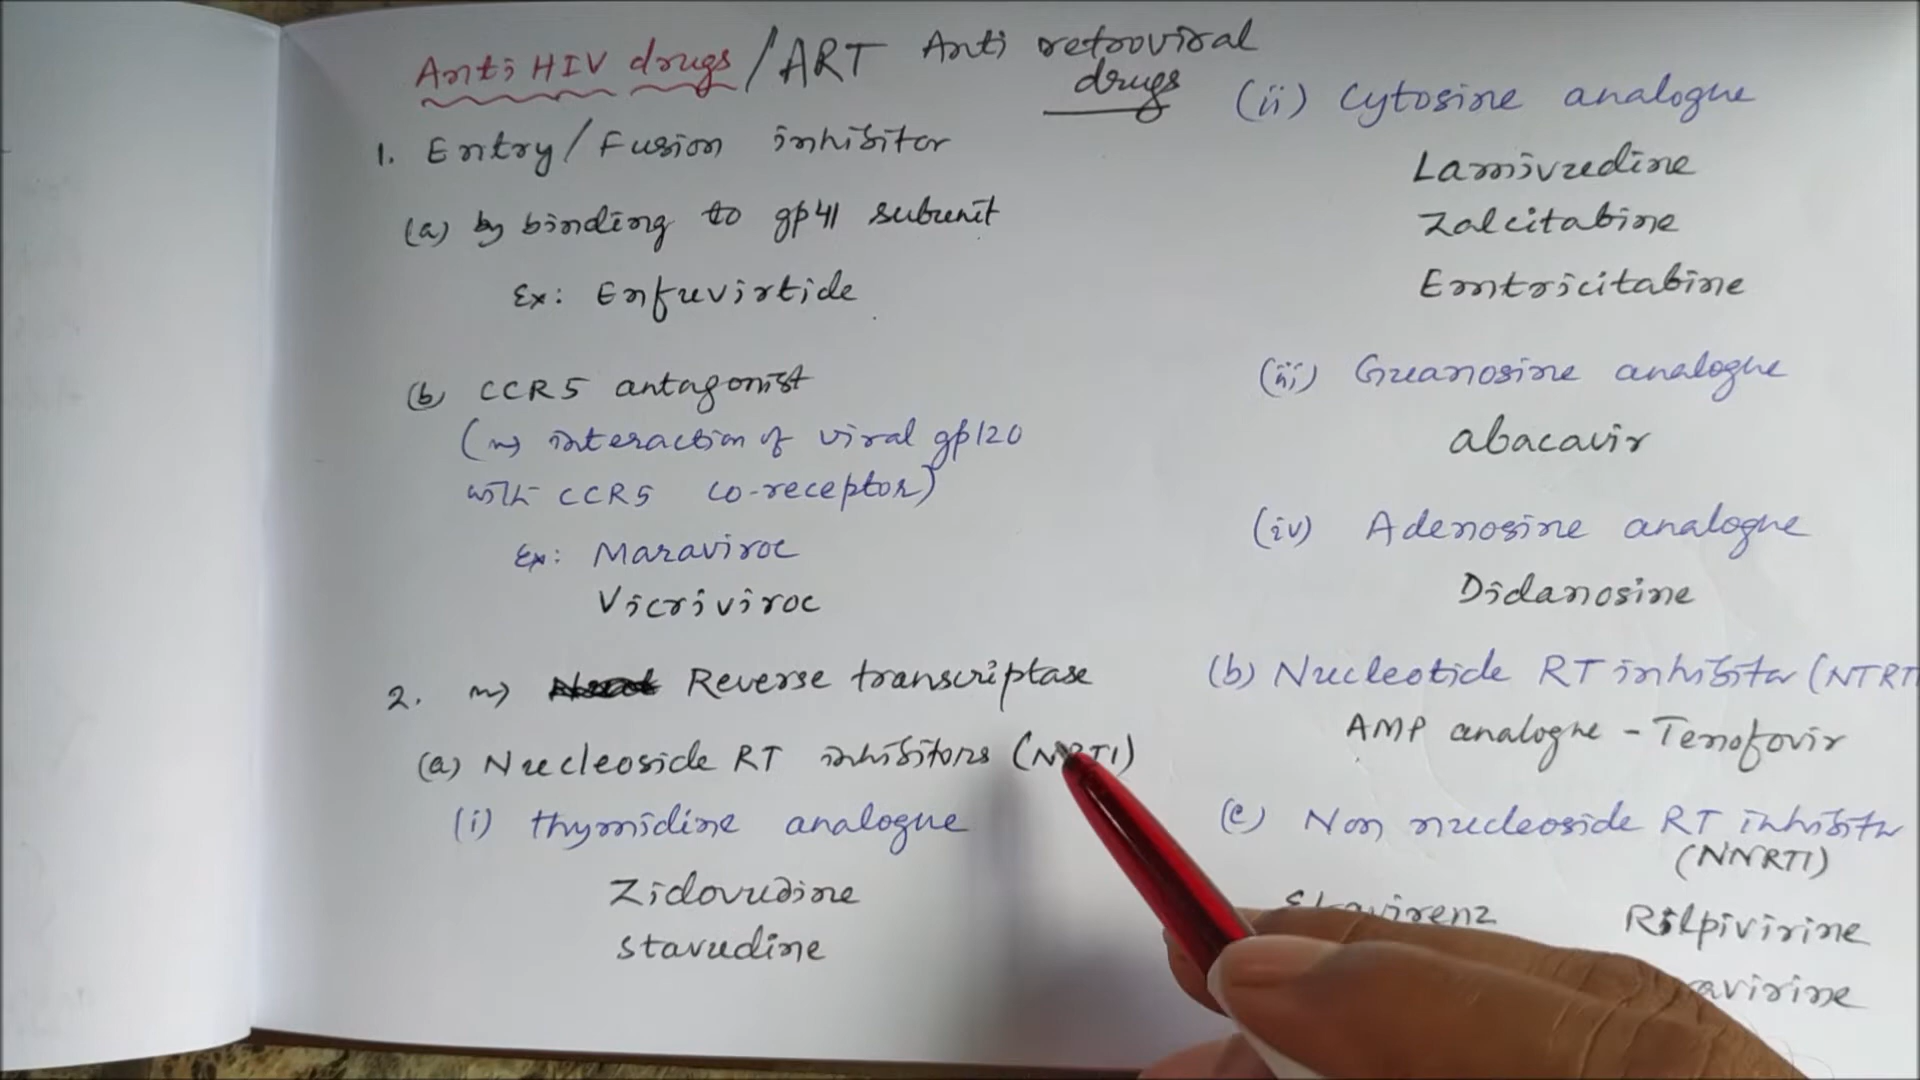 Anti HIV drugs / ART Anti retroviral drugs
1. Entry / Fusion inhibitor
(a) by binding to gp41 subunit
Ex: Enfuvirtide
(b) CCR5 antagonist
( interaction of viral gp120
with CCR5 co-receptor)
Ex: Maraviroc
Vicriviroc
2. Reverse transcriptase
(a) Nucleoside RT inhibitors (NRTI)
(i) thymidine analogue
Zidovudine
stavudine
(ii) Cytosine analogue
Lamivudine
Zalcitabine
Emtricitabine
(iii) Guanosine analogue
abacavir
(iv) Adenosine analogue
Didanosine
(b) Nucleotide RT inhibitor (NTRTI
AMP analogue - Tenofovir
(c) Non nucleoside RT inhibitor
(NNRTI)
Rilpivirine